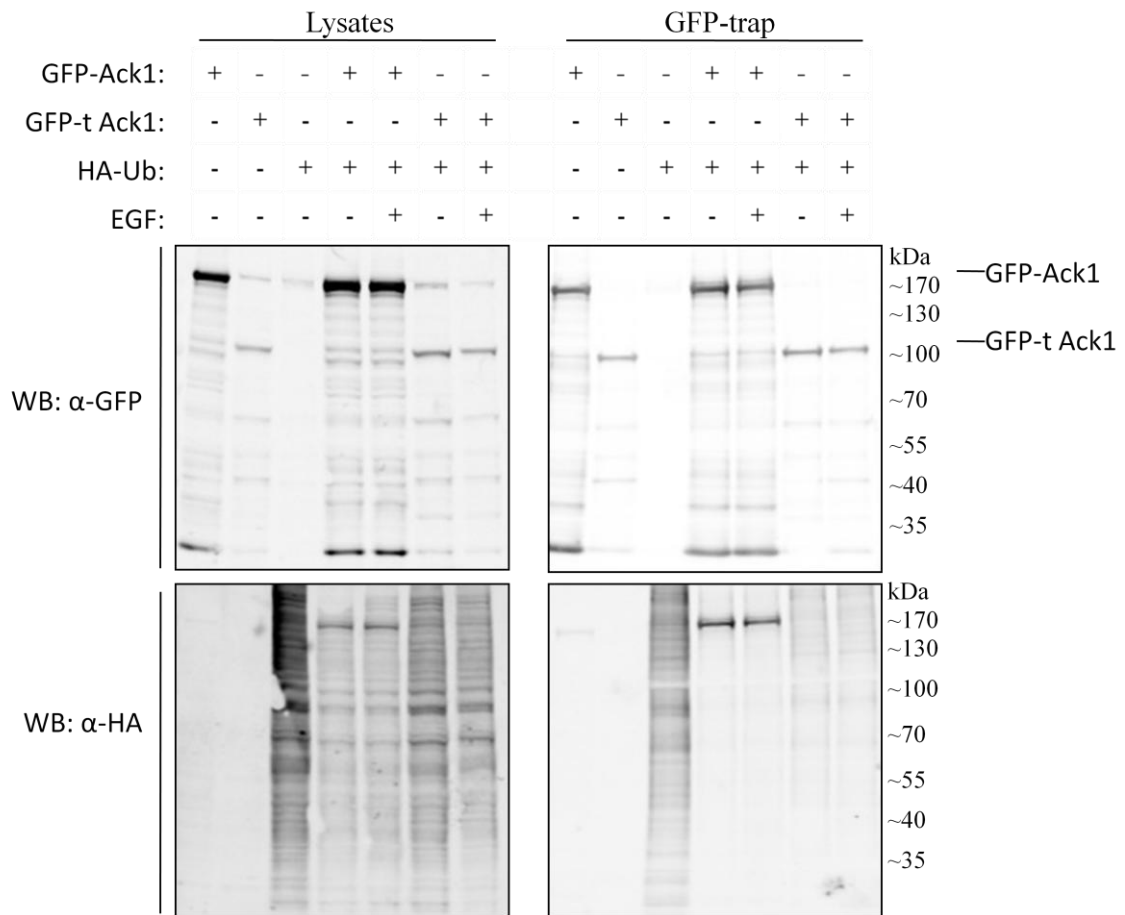 Lysates GFP-trap
GFP-Ack1: + - - + + - - + - - + + - -
GFP-t Ack1: - + - - - + + - + - - - + +
HA-Ub: - - + + + + + - - + + + + +
EGF: - - - - + - + - - - - + - +
kDa
~170
~130
~100
~70
~55
~40
~35
GFP-Ack1
GFP-t Ack1
WB: α-GFP
kDa
~170
~130
~100
~70
~55
~40
~35
WB: α-HA